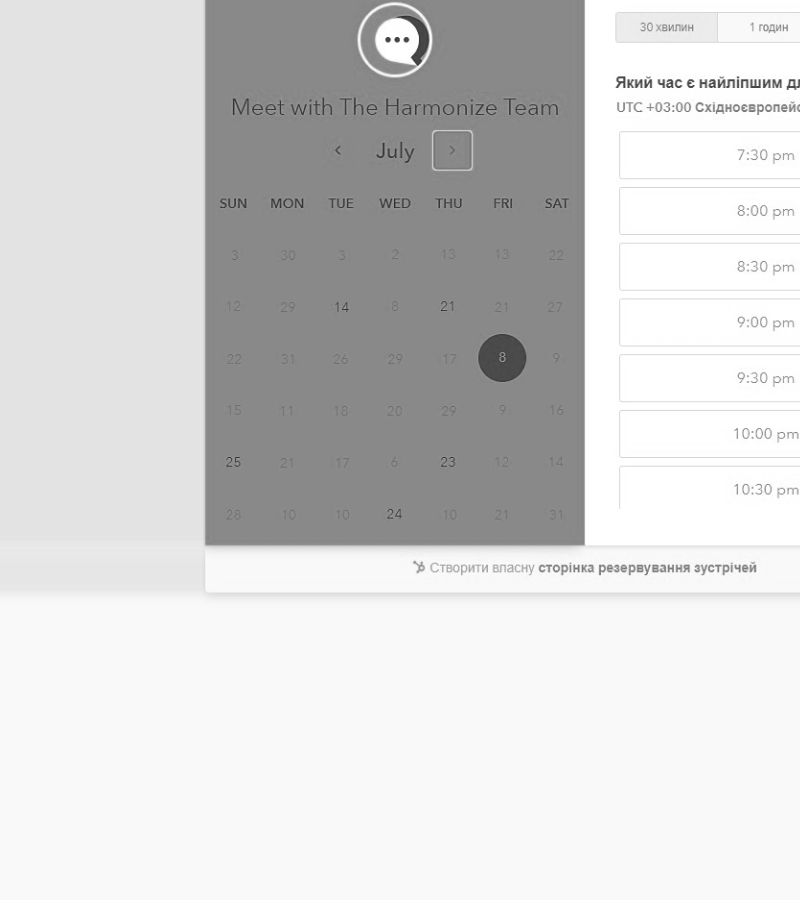 Meet with The Harmonize Team
July
SUN MON TUE WED THU FRI SAT
3 30 3 2 13 13 22
12 29 14 8 21 21 27
22 31 26 29 17 8 9
15 11 18 20 29 9 16
25 21 17 6 23 12 14
28 10 10 24 10 21 31
30 хвилин 1 годин
Який час є найліпшим
UTC +03:00
7:30 pm
8:00 pm
8:30 pm
9:00 pm
9:30 pm
10:00 pm
10:30 pm
Створити власну сторінка резервування зустрічей